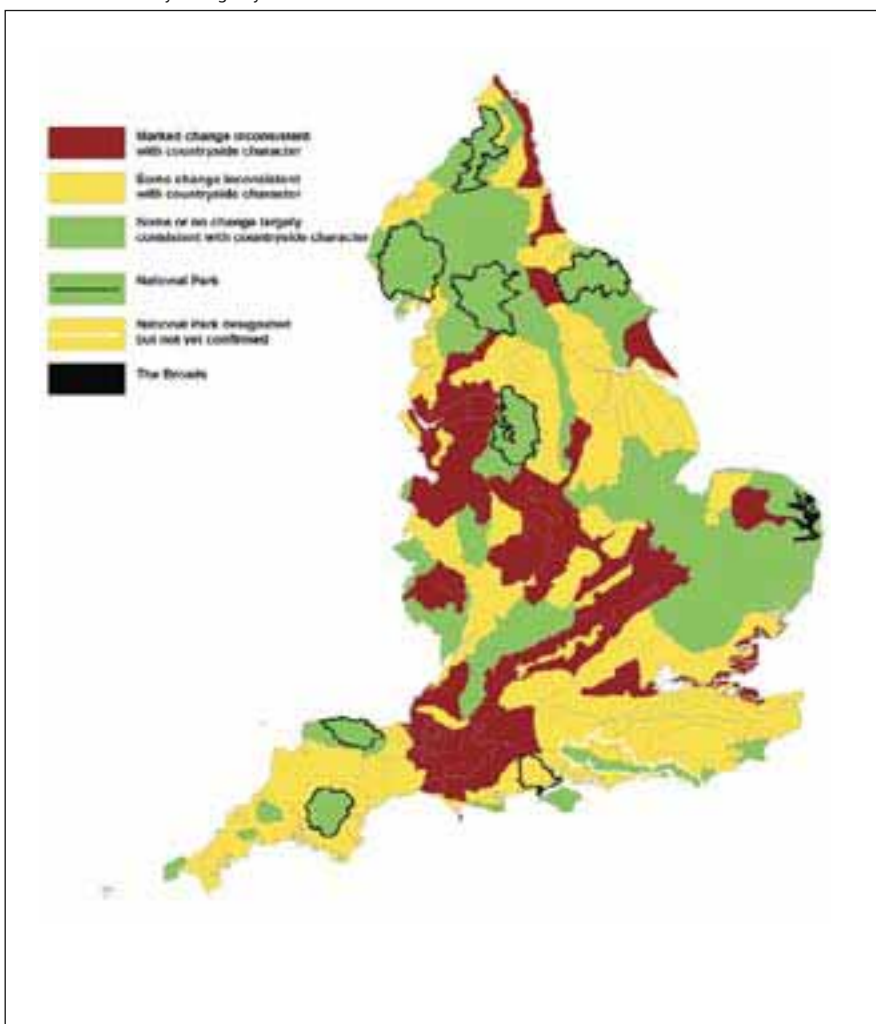 Marked change inconsistent
with countryside character
Some change inconsistent
with countryside character
Some or no change largely
consistent with countryside character
National Park
National Park designated
but not yet confirmed
The Broads